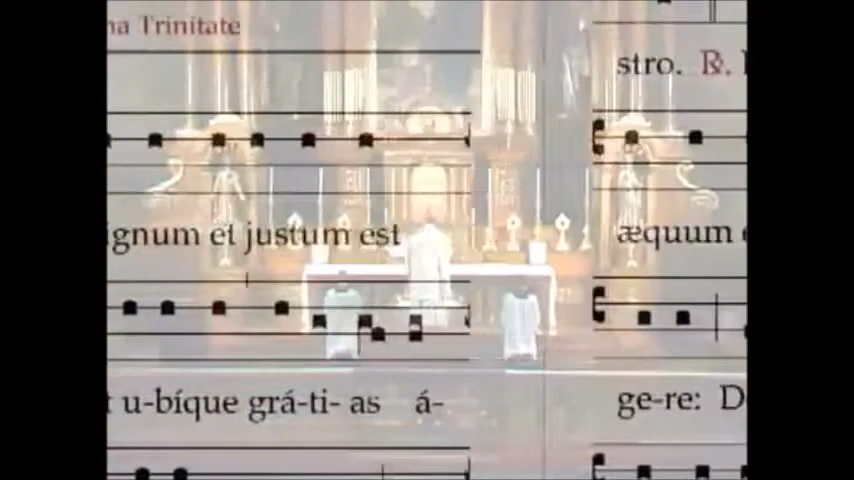 na Trinitate
stro. ℟.
ignum et justum est
æquum
u-bíque grá-ti- as á-
ge-re: D